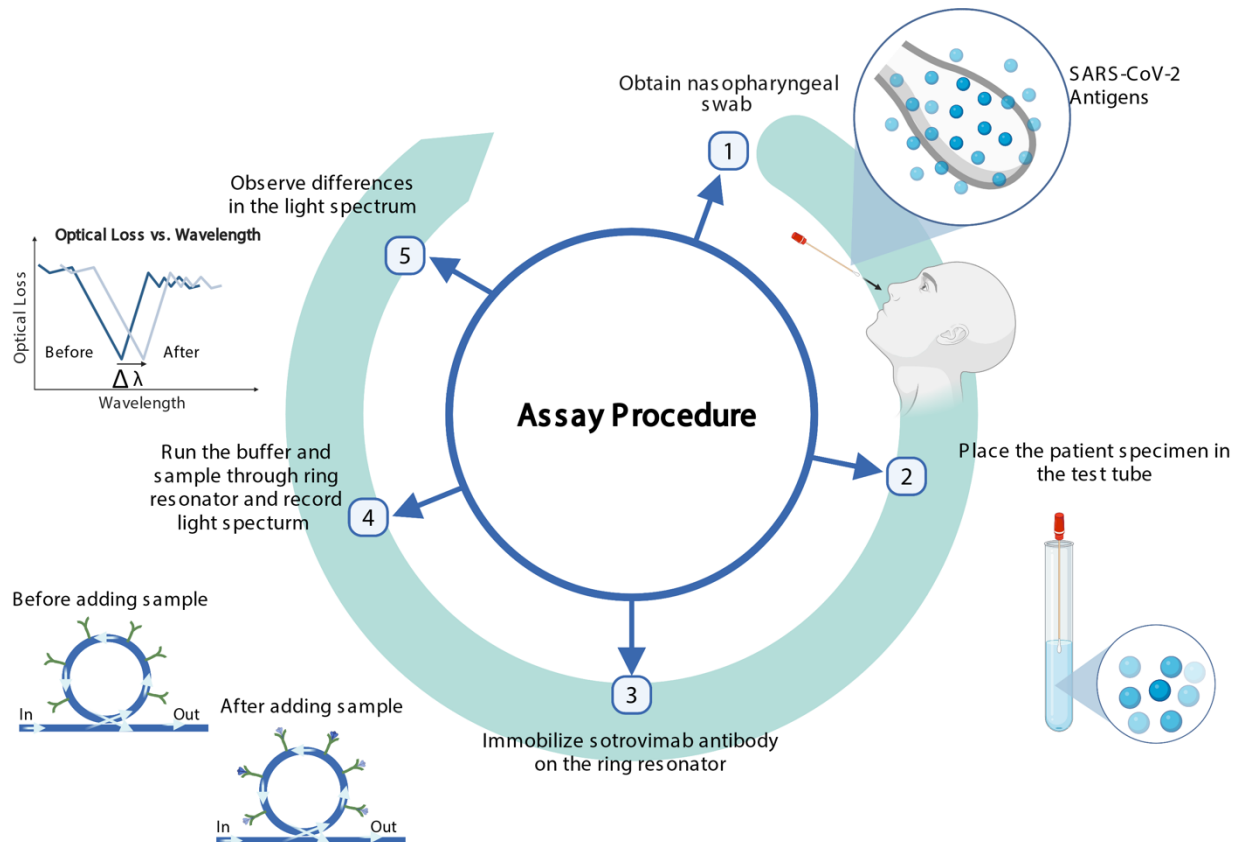 Obtain nasopharyngeal
swab
1
SARS-CoV-2
Antigens
Assay Procedure
2
Place the patient specimen in
the test tube
3
Immobilize sotrovimab antibody
on the ring resonator
4
Run the buffer and
sample through ring
resonator and record
light specturm
Before adding sample
In
Out
After adding sample
In
Out
5
Observe differences
in the light spectrum
Optical Loss vs. Wavelength
Optical Loss
Before
After
Δ λ
Wavelength